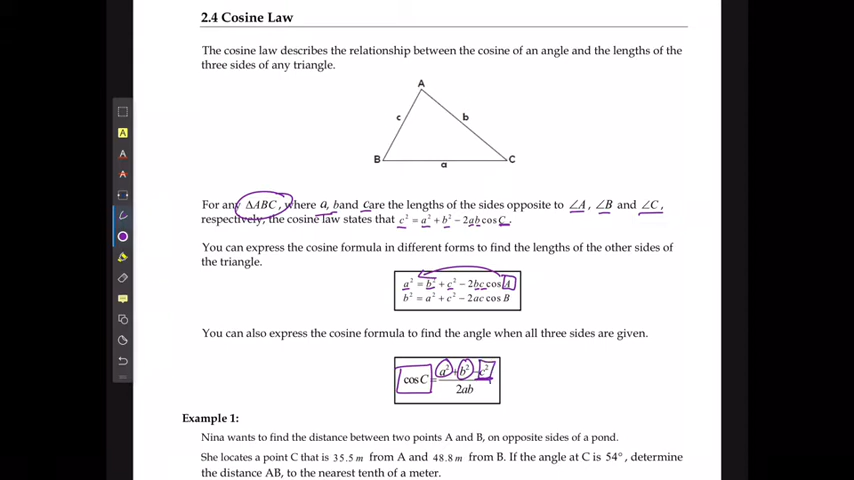 2.4 Cosine Law
The cosine law describes the relationship between the cosine of an angle and the lengths of the
three sides of any triangle.
A
c
b
B
C
a
For any ΔABC, where a, b and c are the lengths of the sides opposite to ∠A, ∠B and ∠C,
respectively, the cosine law states that c² = a² + b² − 2ab cos C.
You can express the cosine formula in different forms to find the lengths of the other sides of
the triangle.
a² = b² + c² − 2bc cos A
b² = a² + c² − 2ac cos B
You can also express the cosine formula to find the angle when all three sides are given.
cos C = a² + b² − c²
2ab
Example 1:
Nina wants to find the distance between two points A and B, on opposite sides of a pond.
She locates a point C that is 35.5 m from A and 48.8 m from B. If the angle at C is 54°, determine
the distance AB, to the nearest tenth of a meter.